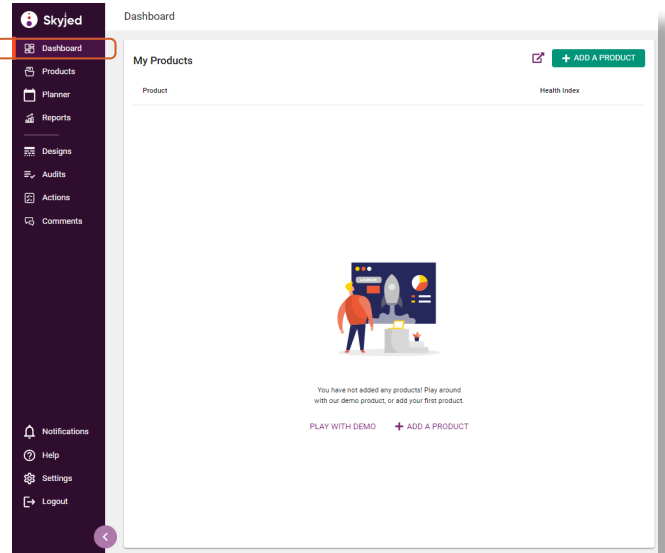 Skyjed
Dashboard
Dashboard
Products
Planner
Reports
Designs
Audits
Actions
Comments
Notifications
Help
Settings
Logout
My Products
+ ADD A PRODUCT
Product Health Index
You have not added any products! Play around
with our demo product, or add your first product.
PLAY WITH DEMO + ADD A PRODUCT